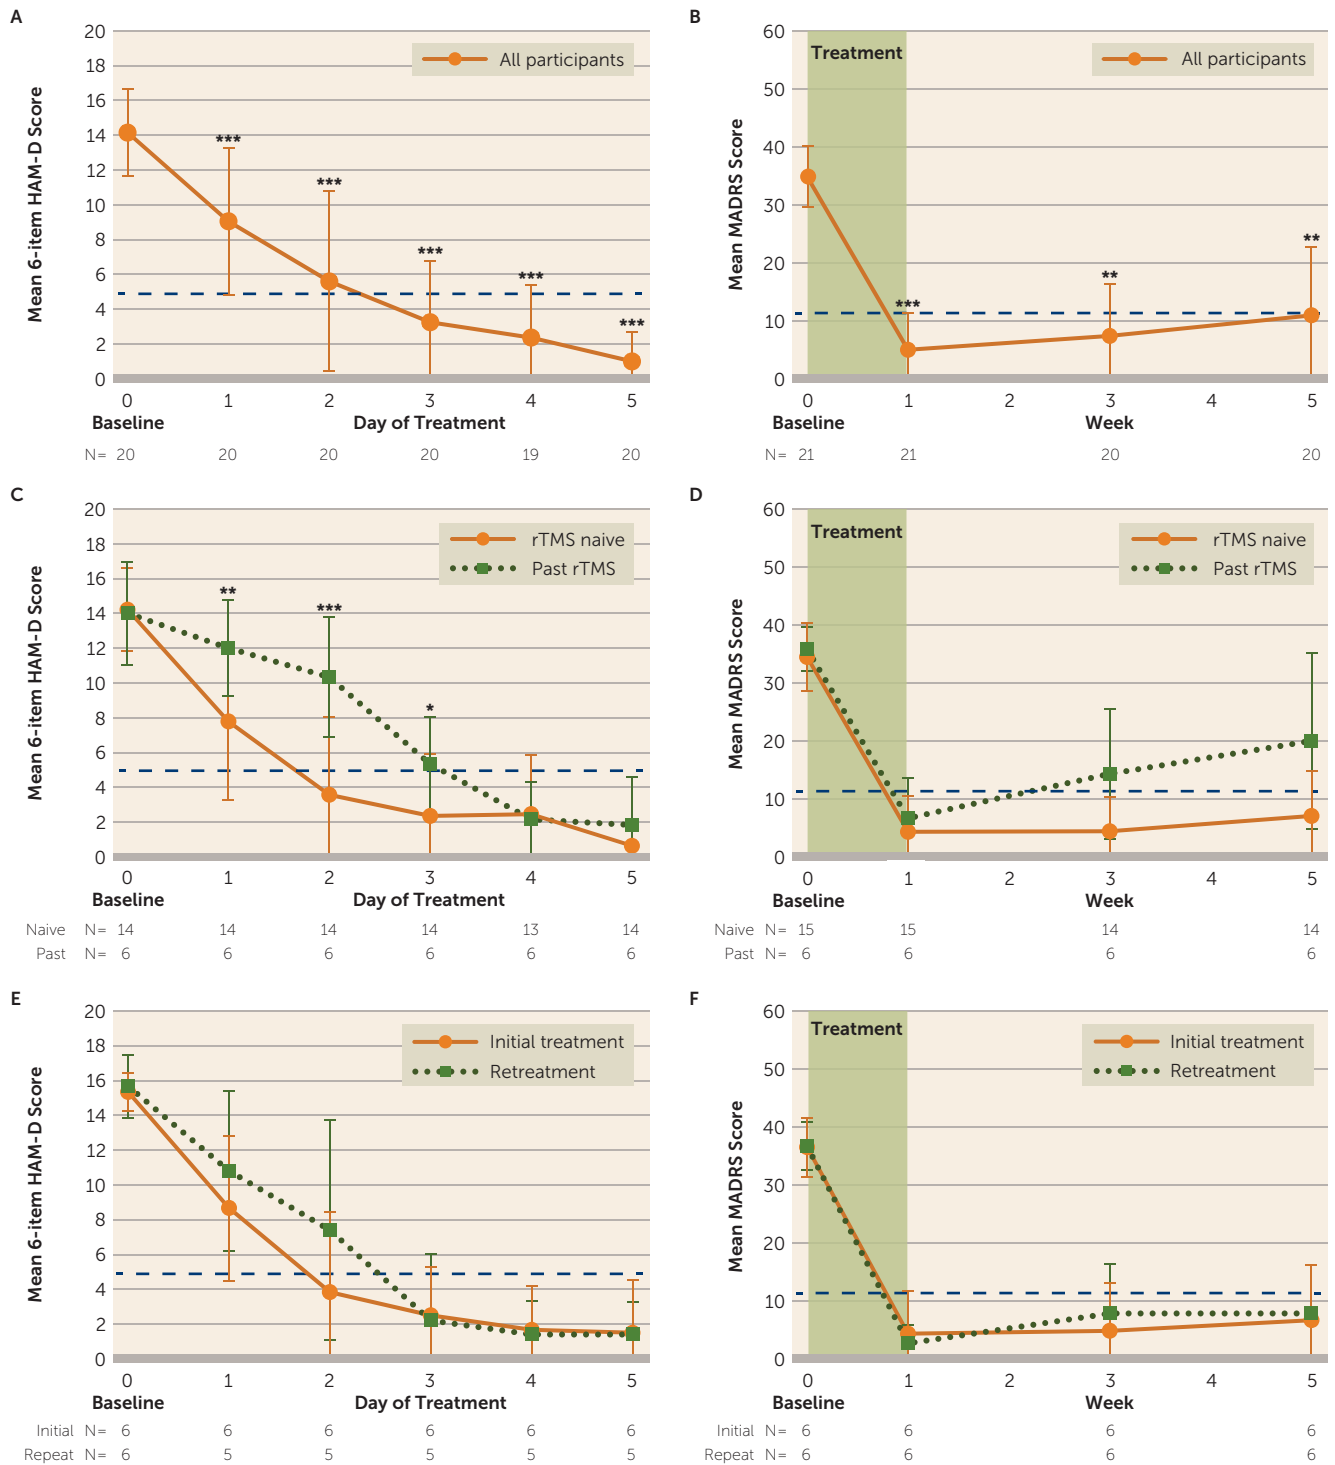 A
Mean 6-item HAM-D Score
20
18
16
14
12
10
8
6
4
2
0
All participants
***
***
***
***
***
0 1 2 3 4 5
Baseline Day of Treatment
N= 20 20 20 20 19 20
B
Mean MADRS Score
60
50
40
30
20
10
0
Treatment
All participants
***
**
**
0 1 2 3 4 5
Baseline Week
N= 21 21 20 20
C
Mean 6-item HAM-D Score
20
18
16
14
12
10
8
6
4
2
0
rTMS naive
Past rTMS
**
***
*
0 1 2 3 4 5
Baseline Day of Treatment
Naive N= 14 14 14 14 13 14
Past N= 6 6 6 6 6 6
D
Mean MADRS Score
60
50
40
30
20
10
0
Treatment
rTMS naive
Past rTMS
0 1 2 3 4 5
Baseline Week
Naive N= 15 15 14 14
Past N= 6 6 6 6
E
Mean 6-item HAM-D Score
20
18
16
14
12
10
8
6
4
2
0
Initial treatment
Retreatment
0 1 2 3 4 5
Baseline Day of Treatment
Initial N= 6 6 6 6 6 6
Repeat N= 6 5 5 5 5 5
F
Mean MADRS Score
60
50
40
30
20
10
0
Treatment
Initial treatment
Retreatment
0 1 2 3 4 5
Baseline Week
Initial N= 6 6 6 6
Repeat N= 6 6 6 6